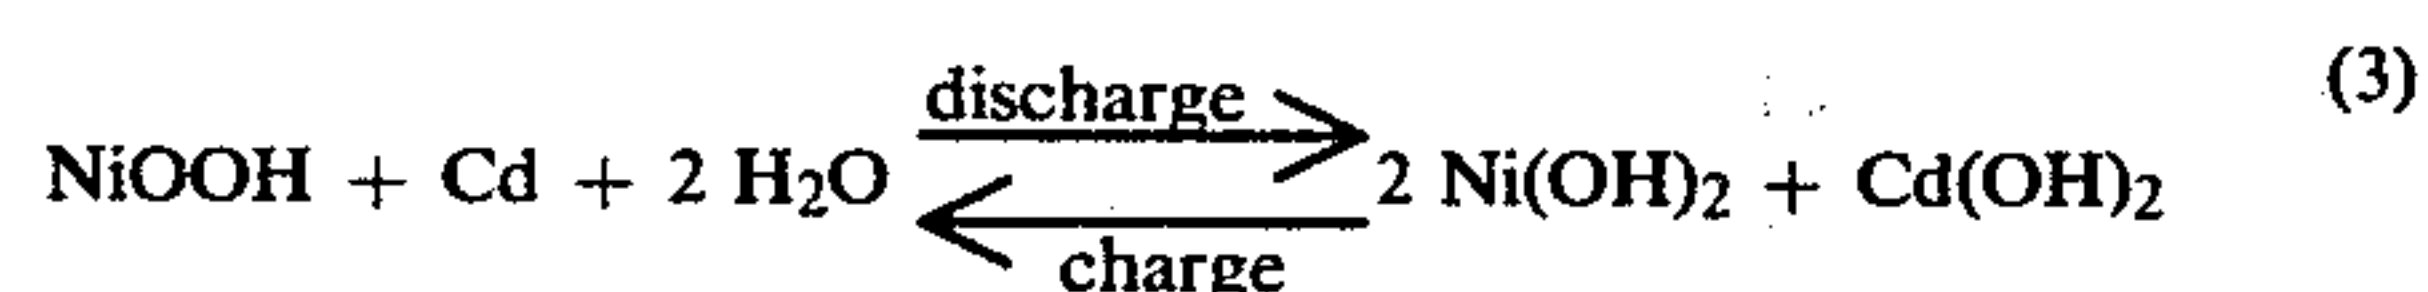 (3)
discharge
NiOOH + Cd + 2 H₂O ⇌ 2 Ni(OH)₂ + Cd(OH)₂
charge